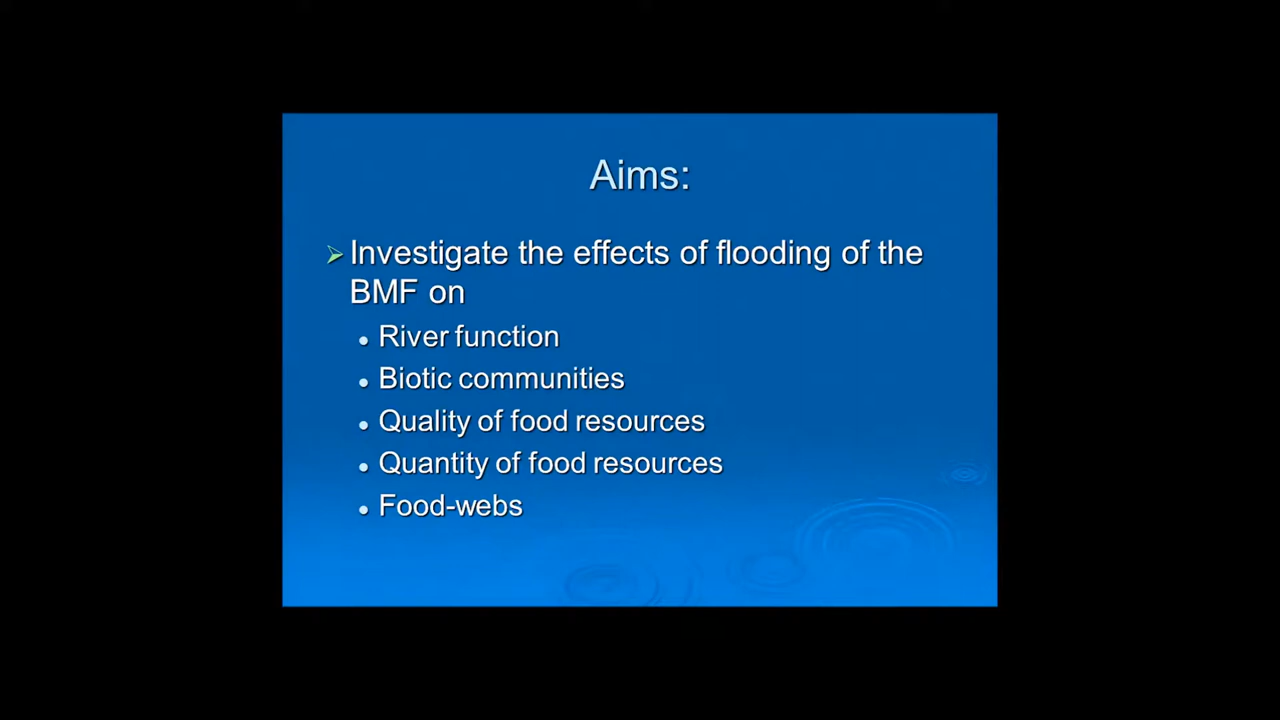 Aims:
Investigate the effects of flooding of the
BMF on
River function
Biotic communities
Quality of food resources
Quantity of food resources
Food-webs